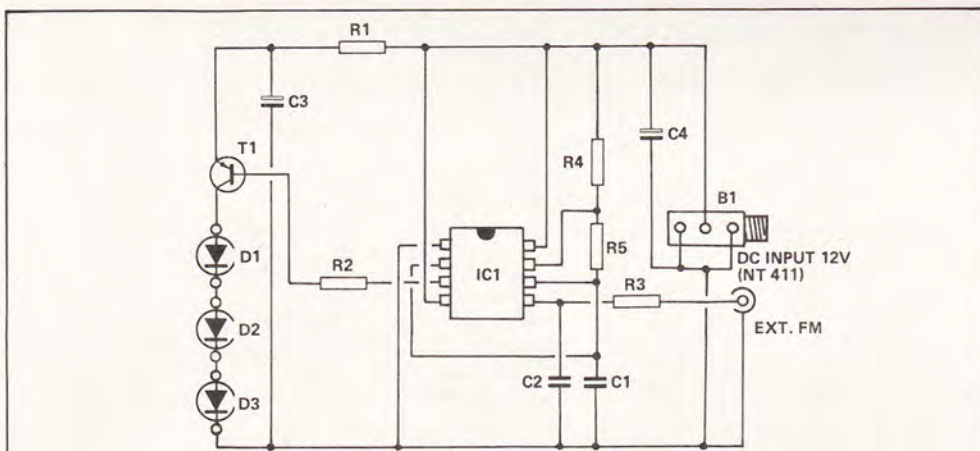 R1
C3
T1
R4
C4
B1
D1
R2
IC1
R5
DC INPUT 12V
(NT 411)
R3
D2
EXT. FM
C2
C1
D3